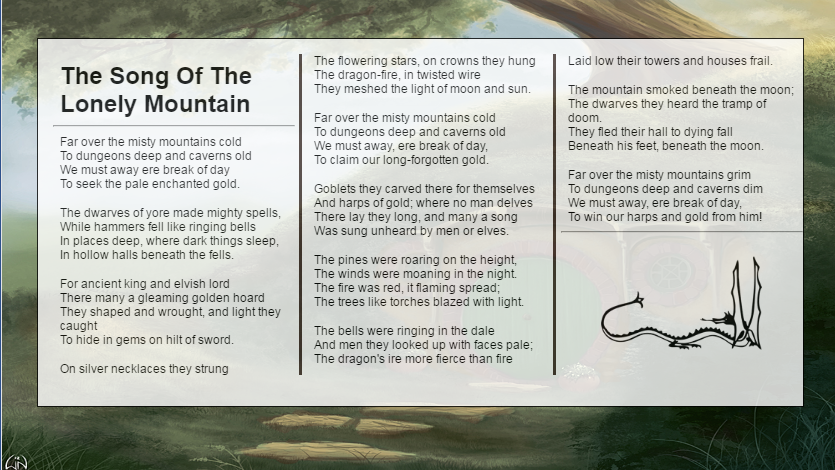 The Song Of The
Lonely Mountain
Far over the misty mountains cold
To dungeons deep and caverns old
We must away ere break of day
To seek the pale enchanted gold.
The dwarves of yore made mighty spells,
While hammers fell like ringing bells
In places deep, where dark things sleep,
In hollow halls beneath the fells.
For ancient king and elvish lord
There many a gleaming golden hoard
They shaped and wrought, and light they
caught
To hide in gems on hilt of sword.
On silver necklaces they strung
The flowering stars, on crowns they hung
The dragon-fire, in twisted wire
They meshed the light of moon and sun.
Far over the misty mountains cold
To dungeons deep and caverns old
We must away, ere break of day,
To claim our long-forgotten gold.
Goblets they carved there for themselves
And harps of gold; where no man delves
There lay they long, and many a song
Was sung unheard by men or elves.
The pines were roaring on the height,
The winds were moaning in the night.
The fire was red, it flaming spread;
The trees like torches blazed with light.
The bells were ringing in the dale
And men they looked up with faces pale;
The dragon's ire more fierce than fire
Laid low their towers and houses frail.
The mountain smoked beneath the moon;
The dwarves they heard the tramp of
doom.
They fled their hall to dying fall
Beneath his feet, beneath the moon.
Far over the misty mountains grim
To dungeons deep and caverns dim
We must away, ere break of day,
To win our harps and gold from him!